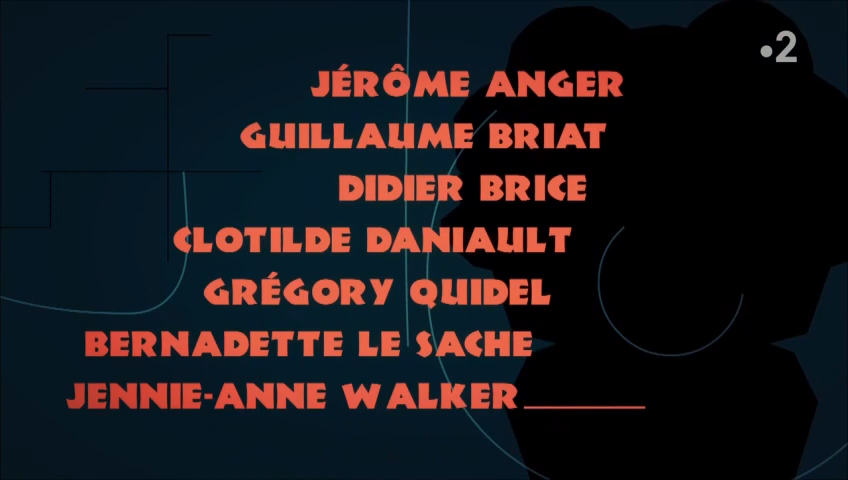 2
JÉRÔME ANGER
GUILLAUME BRIAT
DIDIER BRICE
CLOTILDE DANIAULT
GRÉGORY QUIDEL
BERNADETTE LE SACHE
JENNIE-ANNE WALKER